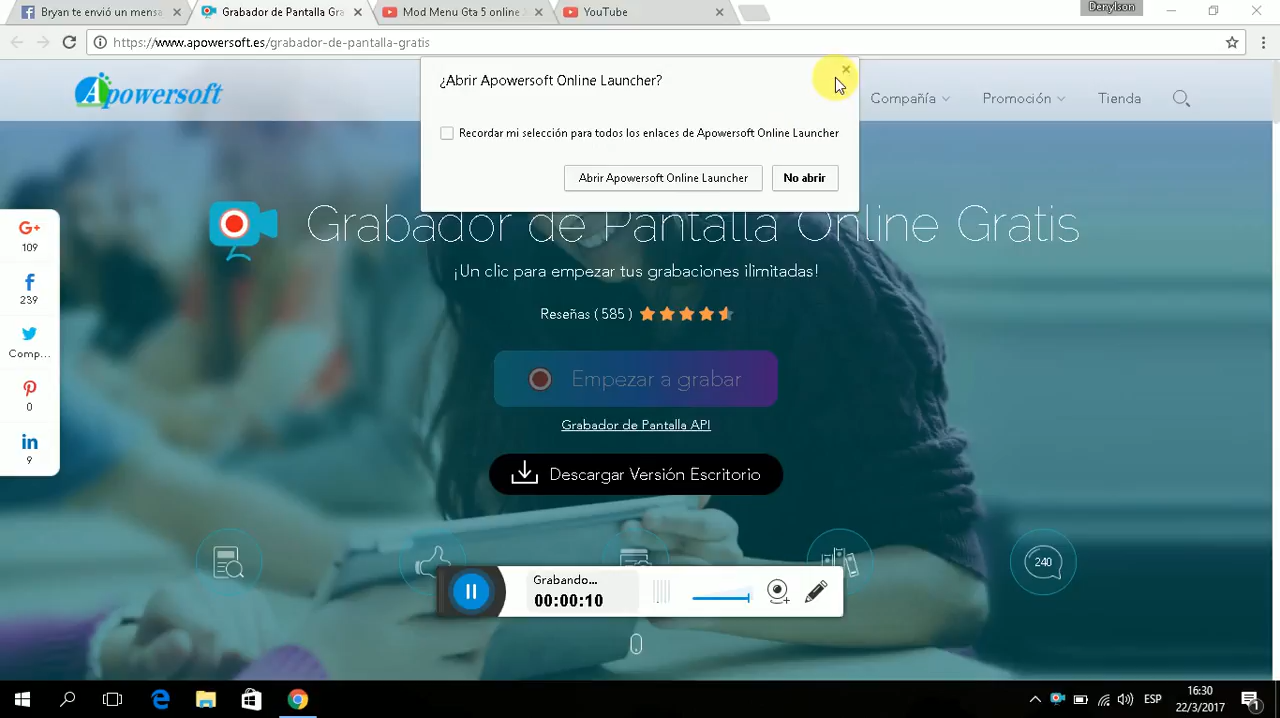 Bryan te envió un mensa
Grabador de Pantalla Gra
Mod Menu Gta 5 online
YouTube
Denylson
https://www.apowersoft.es/grabador-de-pantalla-gratis
Apowersoft
Compañía
Promoción
Tienda
¿Abrir Apowersoft Online Launcher?
Recordar mi selección para todos los enlaces de Apowersoft Online Launcher
Abrir Apowersoft Online Launcher
No abrir
Grabador de Pantalla Online Gratis
¡Un clic para empezar tus grabaciones ilimitadas!
Reseñas ( 585 )
Empezar a grabar
Grabador de Pantalla API
Descargar Versión Escritorio
G+
109
239
Comp...
0
in
9
240
Grabando...
00:00:10
ESP
16:30
22/3/2017
1